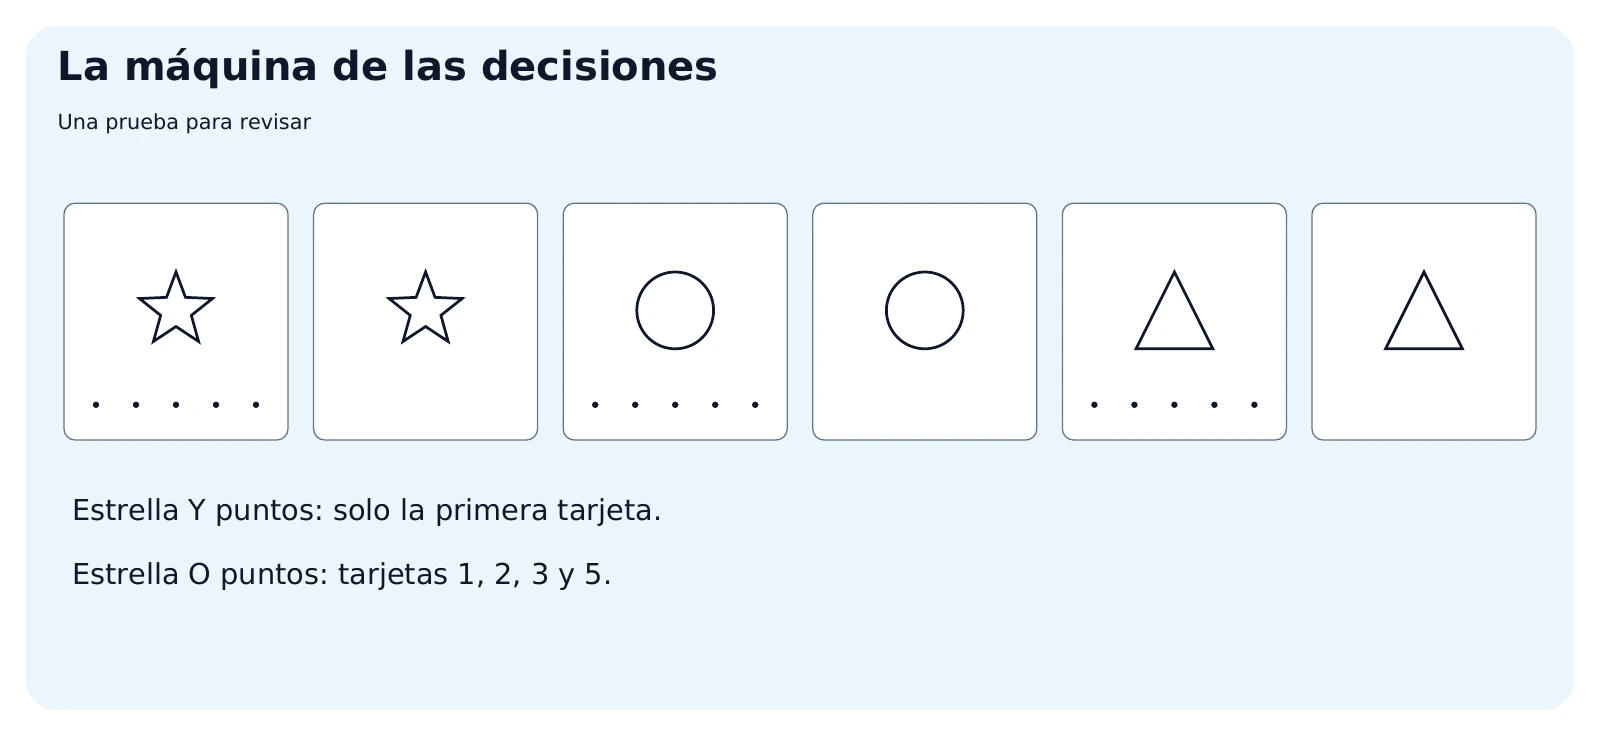 La máquina de las decisiones
Una prueba para revisar
Estrella Y puntos: solo la primera tarjeta.
Estrella O puntos: tarjetas 1, 2, 3 y 5.